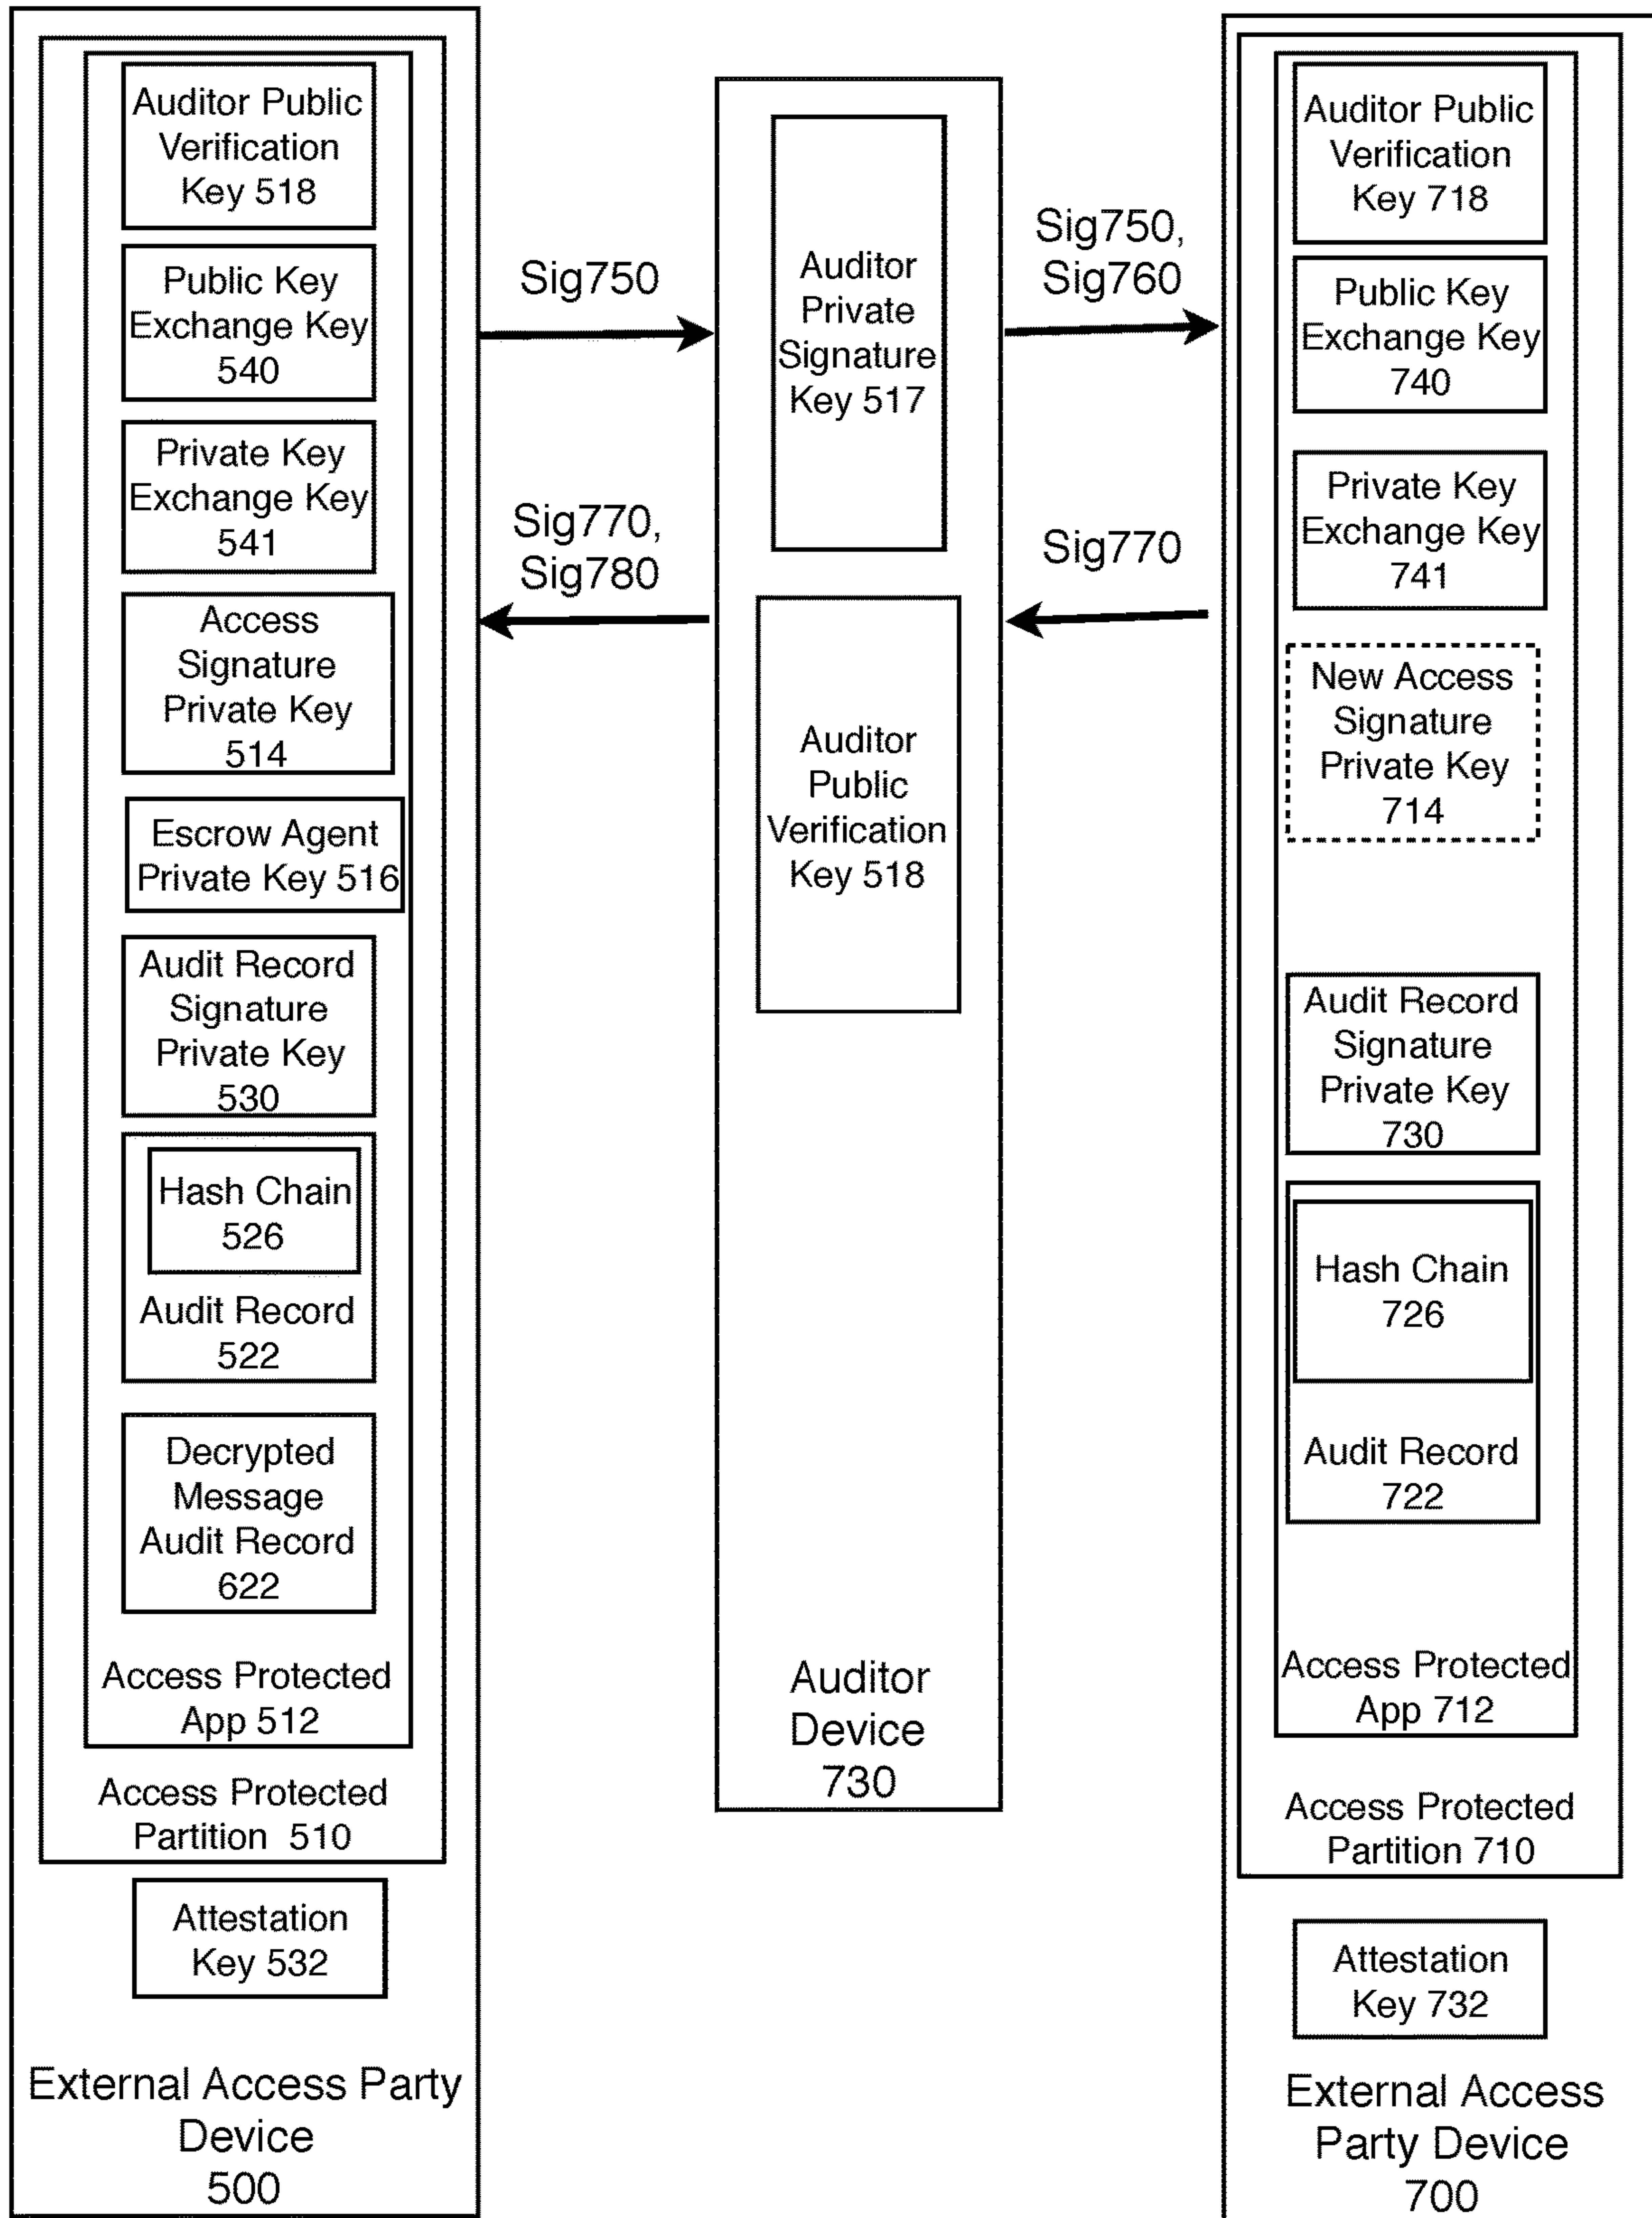 Auditor Public
Verification
Key 518
Public Key
Exchange Key
540
Private Key
Exchange Key
541
Access
Signature
Private Key
514
Escrow Agent
Private Key 516
Audit Record
Signature
Private Key
530
Hash Chain
526
Audit Record
522
Decrypted
Message
Audit Record
622
Access Protected
App 512
Access Protected
Partition 510
Attestation
Key 532
External Access Party
Device
500
Sig750
Sig770,
Sig780
Auditor
Private
Signature
Key 517
Auditor
Public
Verification
Key 518
Auditor
Device
730
Sig750,
Sig760
Sig770
Auditor Public
Verification
Key 718
Public Key
Exchange Key
740
Private Key
Exchange Key
741
New Access
Signature
Private Key
714
Audit Record
Signature
Private Key
730
Hash Chain
726
Audit Record
722
Access Protected
App 712
Access Protected
Partition 710
Attestation
Key 732
External Access
Party Device
700